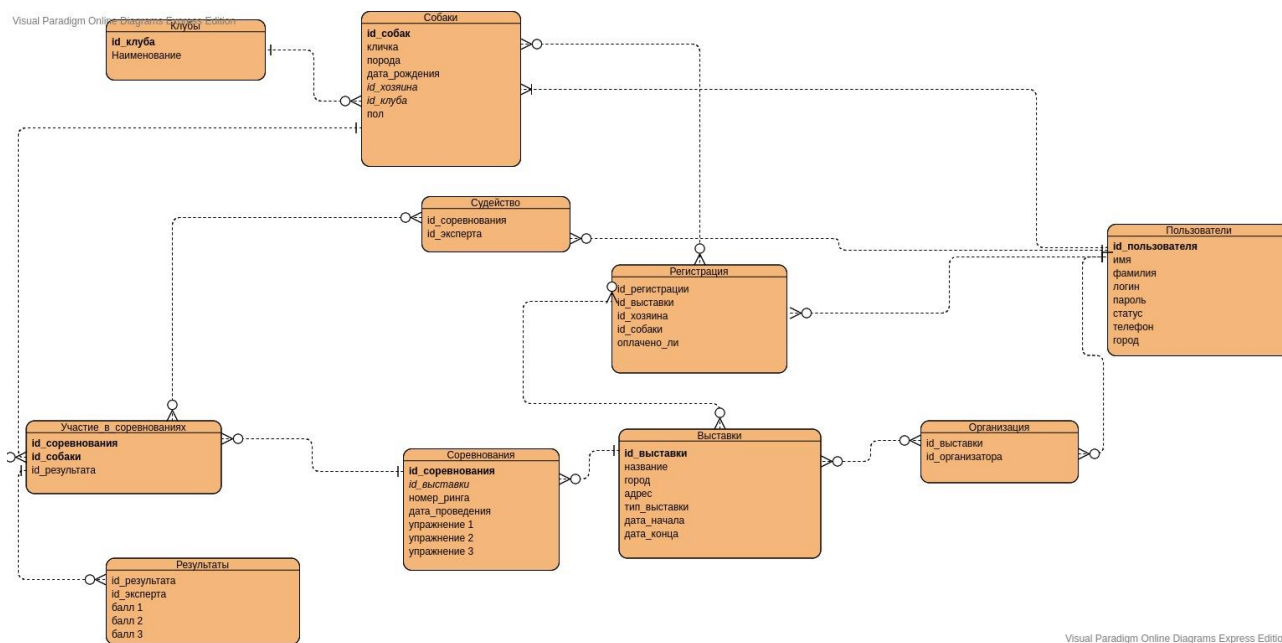 Visual Paradigm Online Diagrams Express Edition
Клубы
id_клуба
Наименование
Собаки
id_собак
кличка
порода
дата_рождения
id_хозяина
id_клуба
пол
Судейство
id_соревнования
id_эксперта
Пользователи
id_пользователя
имя
фамилия
логин
пароль
статус
телефон
город
Регистрация
id_регистрации
id_выставки
id_хозяина
id_собаки
оплачено_ли
Участие_в_соревнованиях
id_соревнования
id_собаки
id_результата
Соревнования
id_соревнования
id_выставки
номер_ринга
дата_проведения
упражнение 1
упражнение 2
упражнение 3
Выставки
id_выставки
название
город
адрес
тип_выставки
дата_начала
дата_конца
Организация
id_выставки
id_организатора
Результаты
id_результата
id_эксперта
балл 1
балл 2
балл 3
Visual Paradigm Online Diagrams Express Editio